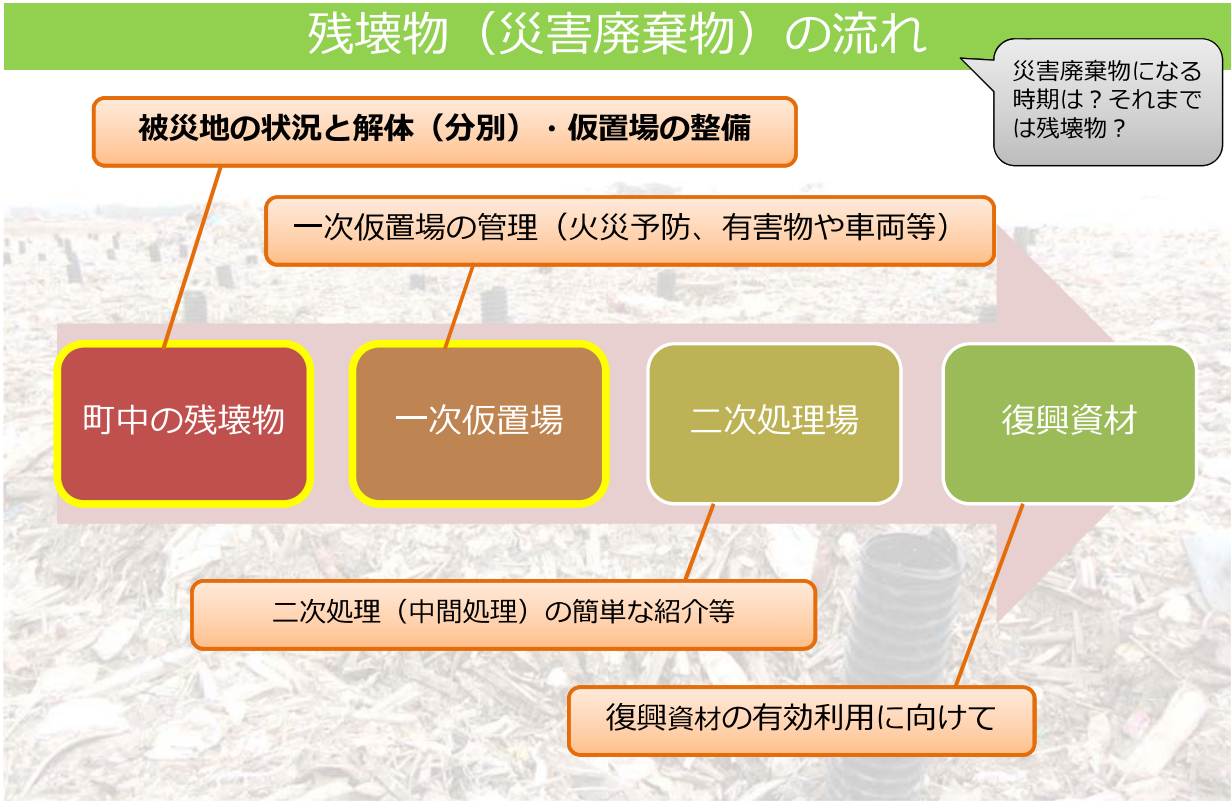 残壊物（災害廃棄物）の流れ
災害廃棄物になる
時期は？それまで
は残壊物？
被災地の状況と解体（分別）・仮置場の整備
一次仮置場の管理（火災予防、有害物や車両等）
町中の残壊物
一次仮置場
二次処理場
復興資材
二次処理（中間処理）の簡単な紹介等
復興資材の有効利用に向けて